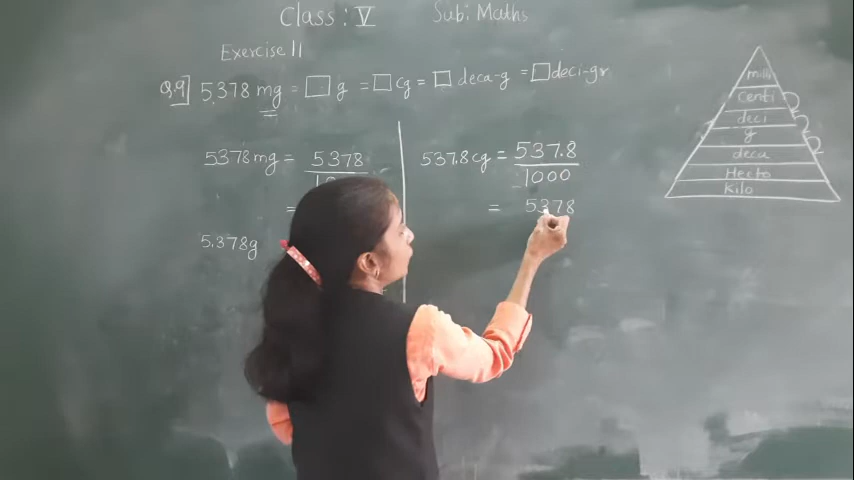 Class : V Sub: Maths
Exercise 11
Q.9] 5,378 mg = □ g = □ cg = □ deca-g = □ deci-gr
5378 mg = 5378
=
5.378g
537.8 cg = 537.8
1000
= 5378
milli
centi
deci
g
deca
Hecto
Kilo